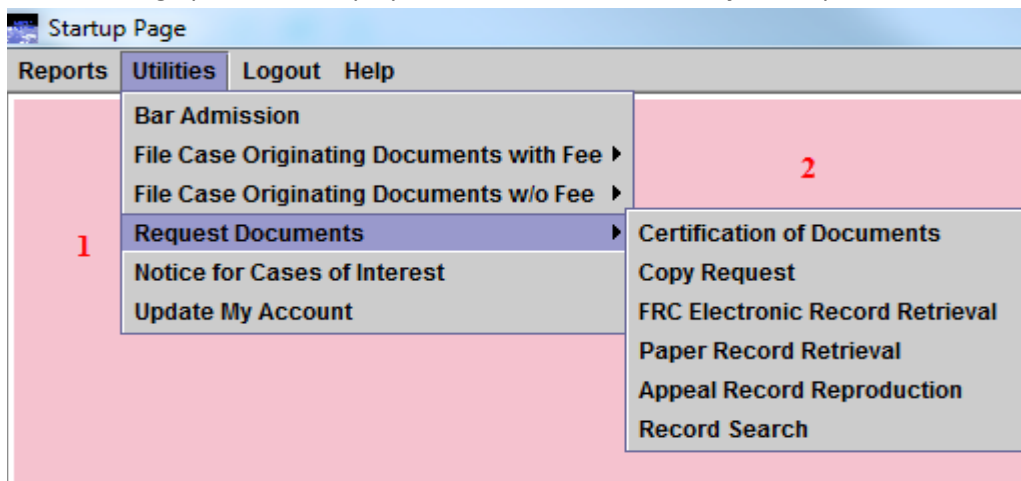 Startup Page
Reports Utilities Logout Help
Bar Admission
File Case Originating Documents with Fee
File Case Originating Documents w/o Fee
Request Documents
Notice for Cases of Interest
Update My Account
1
2
Certification of Documents
Copy Request
FRC Electronic Record Retrieval
Paper Record Retrieval
Appeal Record Reproduction
Record Search